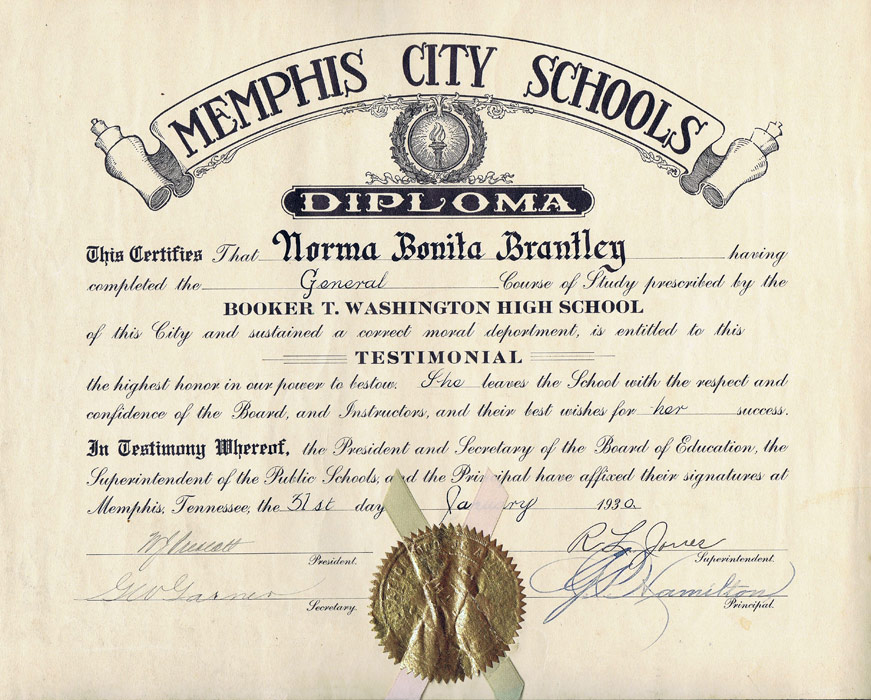 MEMPHIS CITY SCHOOLS
DIPLOMA
This Certifies That Norma Bonita Brantley having
completed the General Course of Study prescribed by the
BOOKER T. WASHINGTON HIGH SCHOOL
of this City and sustained a correct moral deportment, is entitled to this
TESTIMONIAL
the highest honor in our power to bestow. She leaves the School with the respect and
confidence of the Board, and Instructors, and their best wishes for her success.
In Testimony Whereof, the President and Secretary of the Board of Education, the
Superintendent of the Public Schools, and the Principal have affixed their signatures at
Memphis, Tennessee, the 31st day January 1930
R L Jones
President. Superintendent.
G W Garner Hamilton
Secretary. Principal.